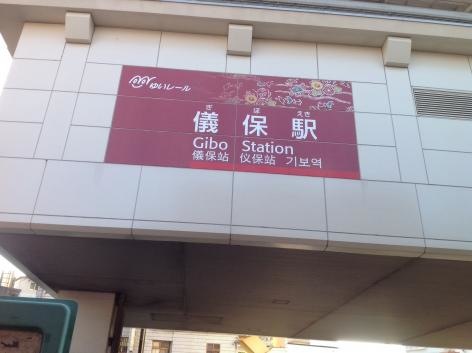 ゆいレール
ぎ ぼ えき
儀保駅
Gibo Station
儀保站 仪保站 기보역